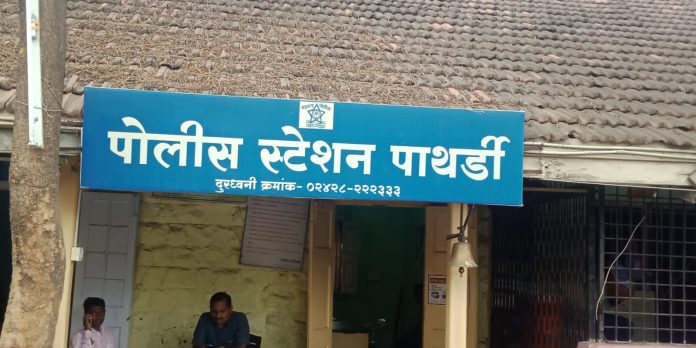 पोलीस स्टेशन पाथर्डी
दुरध्वनी क्रमांक- ०२४२८-२२२३३३